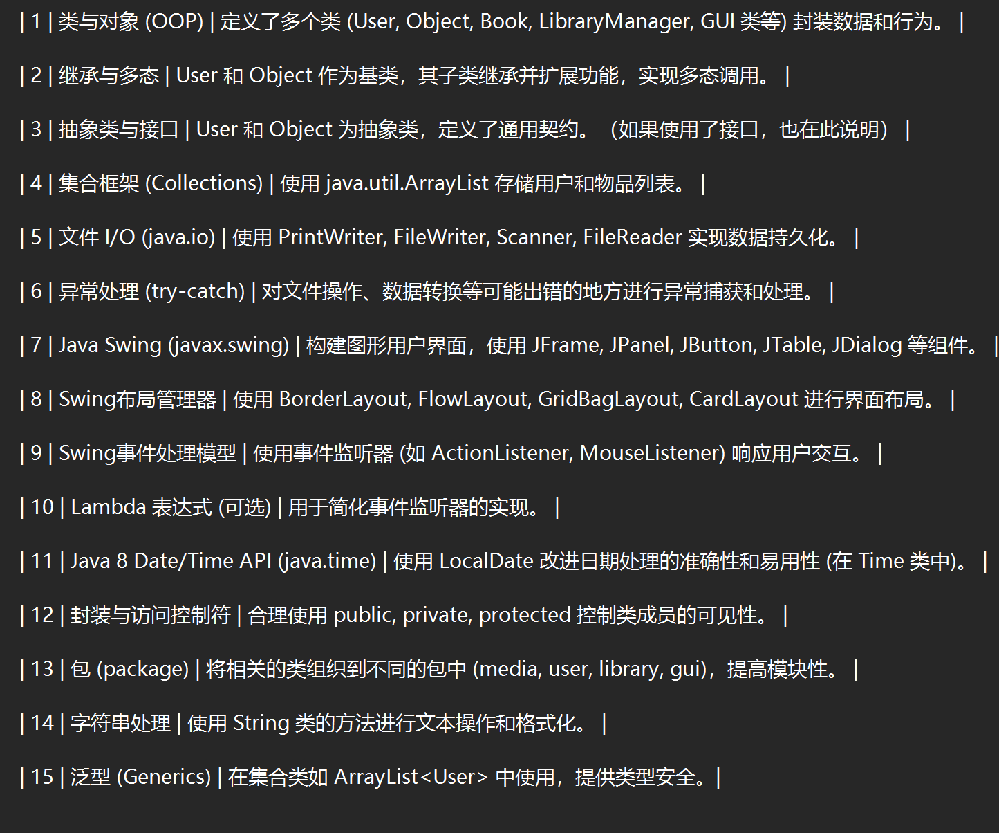 | 1 | 类与对象 (OOP) | 定义了多个类 (User, Object, Book, LibraryManager, GUI 类等) 封装数据和行为。 |
| 2 | 继承与多态 | User 和 Object 作为基类，其子类继承并扩展功能，实现多态调用。 |
| 3 | 抽象类与接口 | User 和 Object 为抽象类，定义了通用契约。（如果使用了接口，也在此说明） |
| 4 | 集合框架 (Collections) | 使用 java.util.ArrayList 存储用户和物品列表。 |
| 5 | 文件 I/O (java.io) | 使用 PrintWriter, FileWriter, Scanner, FileReader 实现数据持久化。 |
| 6 | 异常处理 (try-catch) | 对文件操作、数据转换等可能出错的地方进行异常捕获和处理。 |
| 7 | Java Swing (javax.swing) | 构建图形用户界面，使用 JFrame, JPanel, JButton, JTable, JDialog 等组件。 |
| 8 | Swing布局管理器 | 使用 BorderLayout, FlowLayout, GridBagLayout, CardLayout 进行界面布局。 |
| 9 | Swing事件处理模型 | 使用事件监听器 (如 ActionListener, MouseListener) 响应用户交互。 |
| 10 | Lambda 表达式 (可选) | 用于简化事件监听器的实现。 |
| 11 | Java 8 Date/Time API (java.time) | 使用 LocalDate 改进日期处理的准确性和易用性 (在 Time 类中)。 |
| 12 | 封装与访问控制符 | 合理使用 public, private, protected 控制类成员的可见性。 |
| 13 | 包 (package) | 将相关的类组织到不同的包中 (media, user, library, gui)，提高模块性。 |
| 14 | 字符串处理 | 使用 String 类的方法进行文本操作和格式化。 |
| 15 | 泛型 (Generics) | 在集合类如 ArrayList<User> 中使用，提供类型安全。|